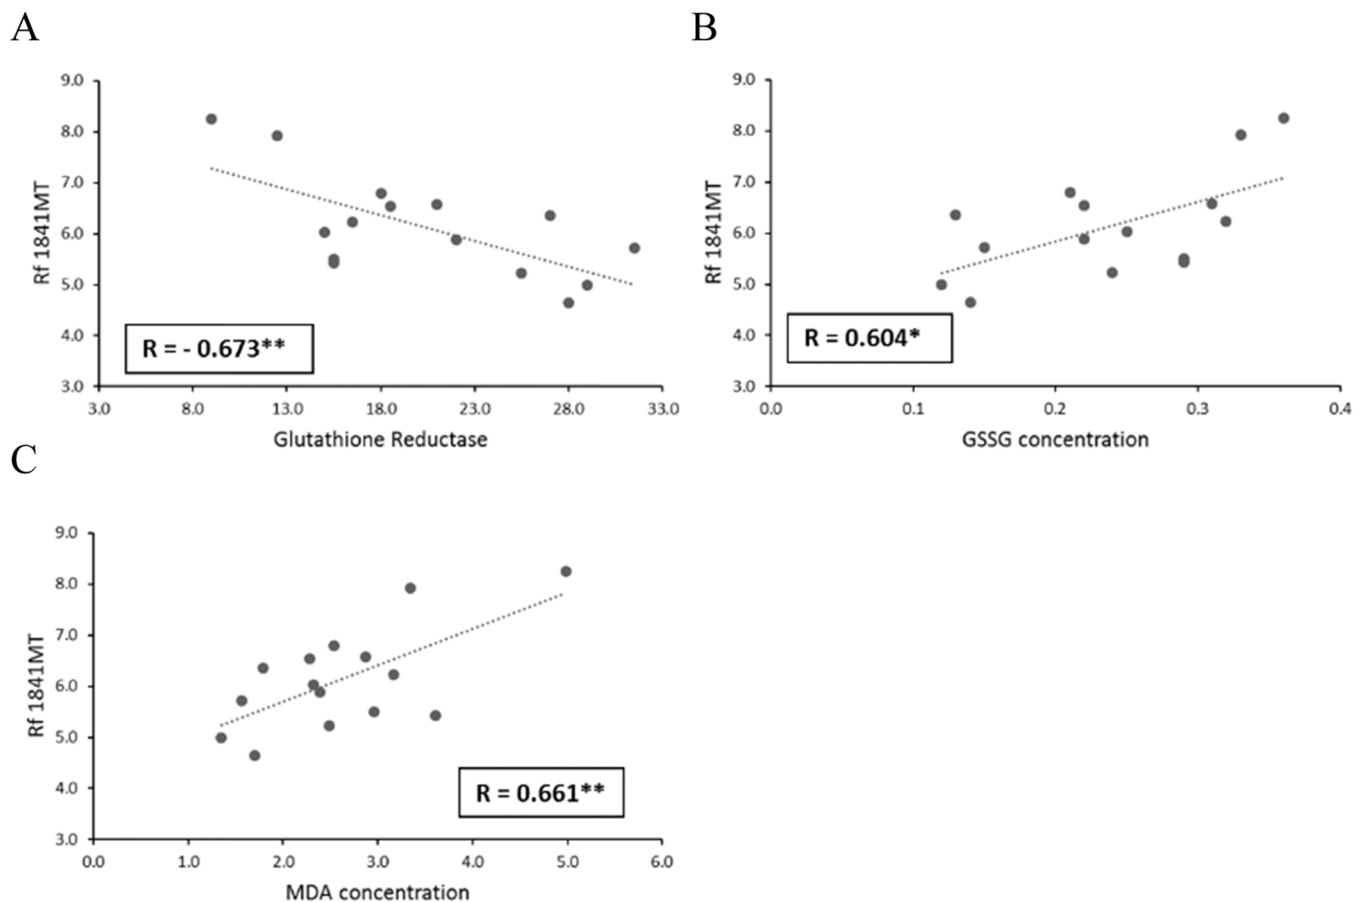 A
9.0
8.0
7.0
6.0
5.0
4.0
3.0
Rf 1841MT
R = - 0.673**
3.0 8.0 13.0 18.0 23.0 28.0 33.0
Glutathione Reductase
B
9.0
8.0
7.0
6.0
5.0
4.0
3.0
Rf 1841MT
R = 0.604*
0.0 0.1 0.2 0.3 0.4
GSSG concentration
C
9.0
8.0
7.0
6.0
5.0
4.0
3.0
Rf 1841MT
R = 0.661**
0.0 1.0 2.0 3.0 4.0 5.0 6.0
MDA concentration